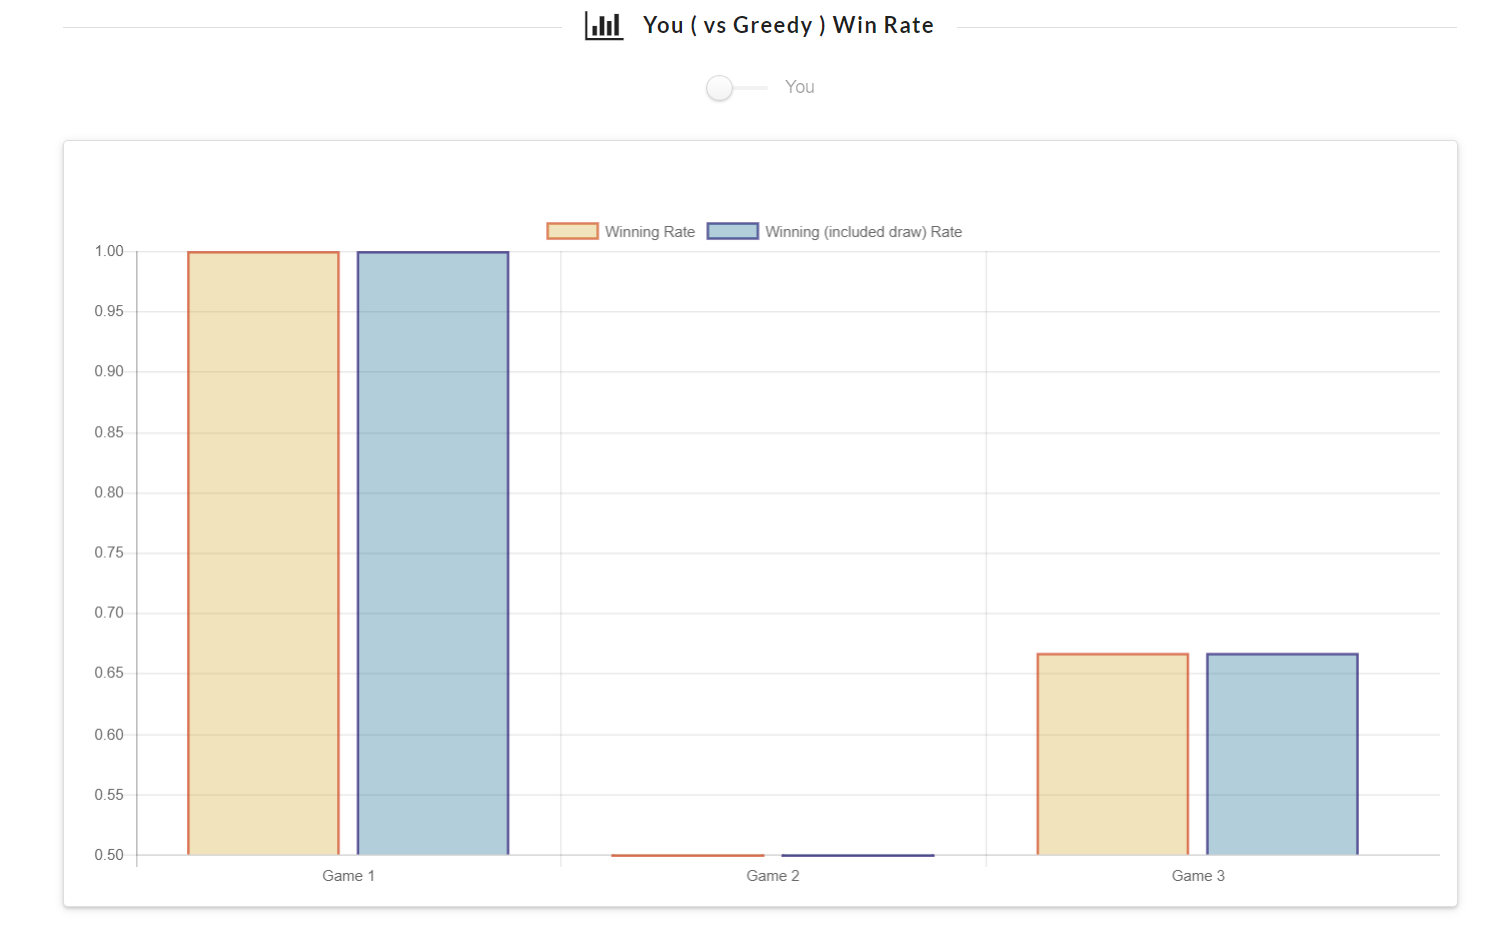 You ( vs Greedy ) Win Rate
You
Winning Rate Winning (included draw) Rate
1.00
0.95
0.90
0.85
0.80
0.75
0.70
0.65
0.60
0.55
0.50
Game 1 Game 2 Game 3